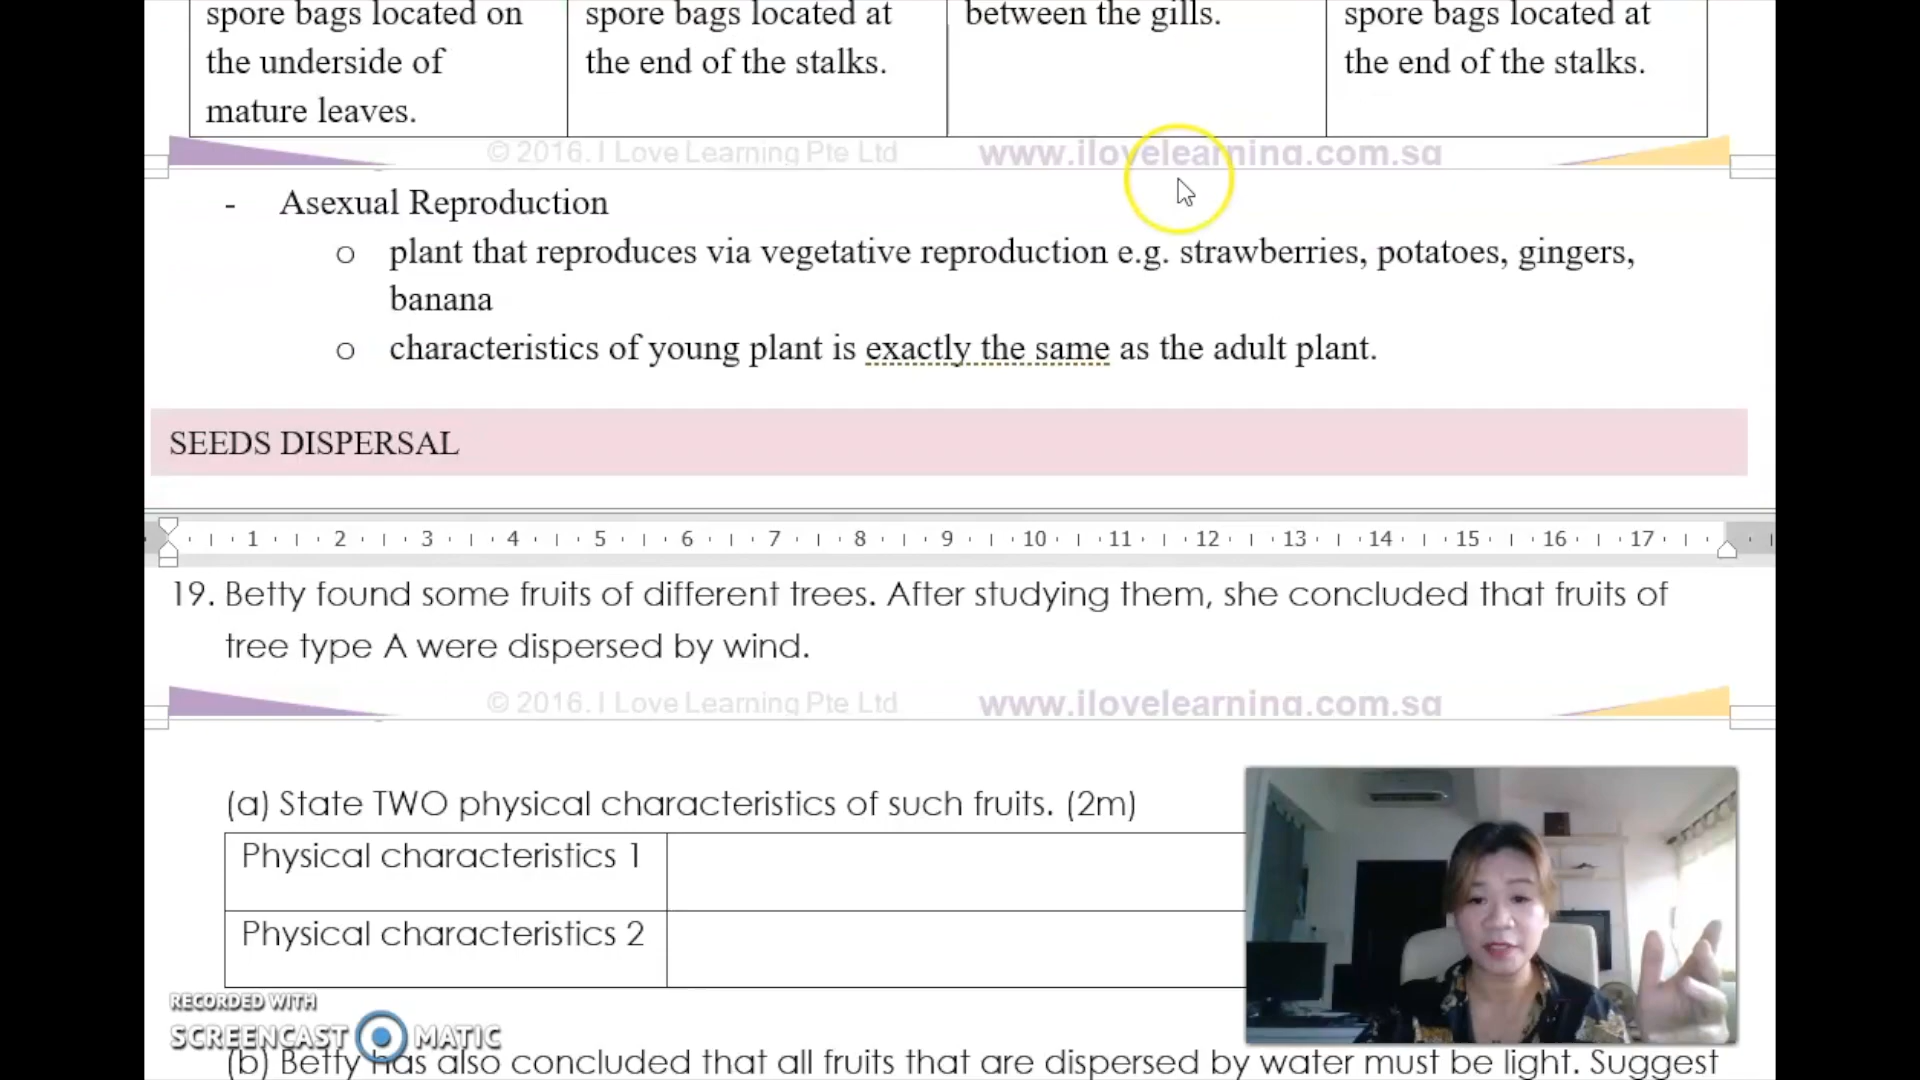 spore bags located on
the underside of
mature leaves.
spore bags located at
the end of the stalks.
between the gills.
spore bags located at
the end of the stalks.
© 2016. I Love Learning Pte Ltd www.ilovelearning.com.sg
- Asexual Reproduction
o plant that reproduces via vegetative reproduction e.g. strawberries, potatoes, gingers,
banana
o characteristics of young plant is exactly the same as the adult plant.
SEEDS DISPERSAL
1 2 3 4 5 6 7 8 9 10 11 12 13 14 15 16 17
19. Betty found some fruits of different trees. After studying them, she concluded that fruits of
tree type A were dispersed by wind.
© 2016. I Love Learning Pte Ltd www.ilovelearning.com.sg
(a) State TWO physical characteristics of such fruits. (2m)
Physical characteristics 1
Physical characteristics 2
RECORDED WITH
SCREENCAST MATIC
(b) Betty has also concluded that all fruits that are dispersed by water must be light. Suggest